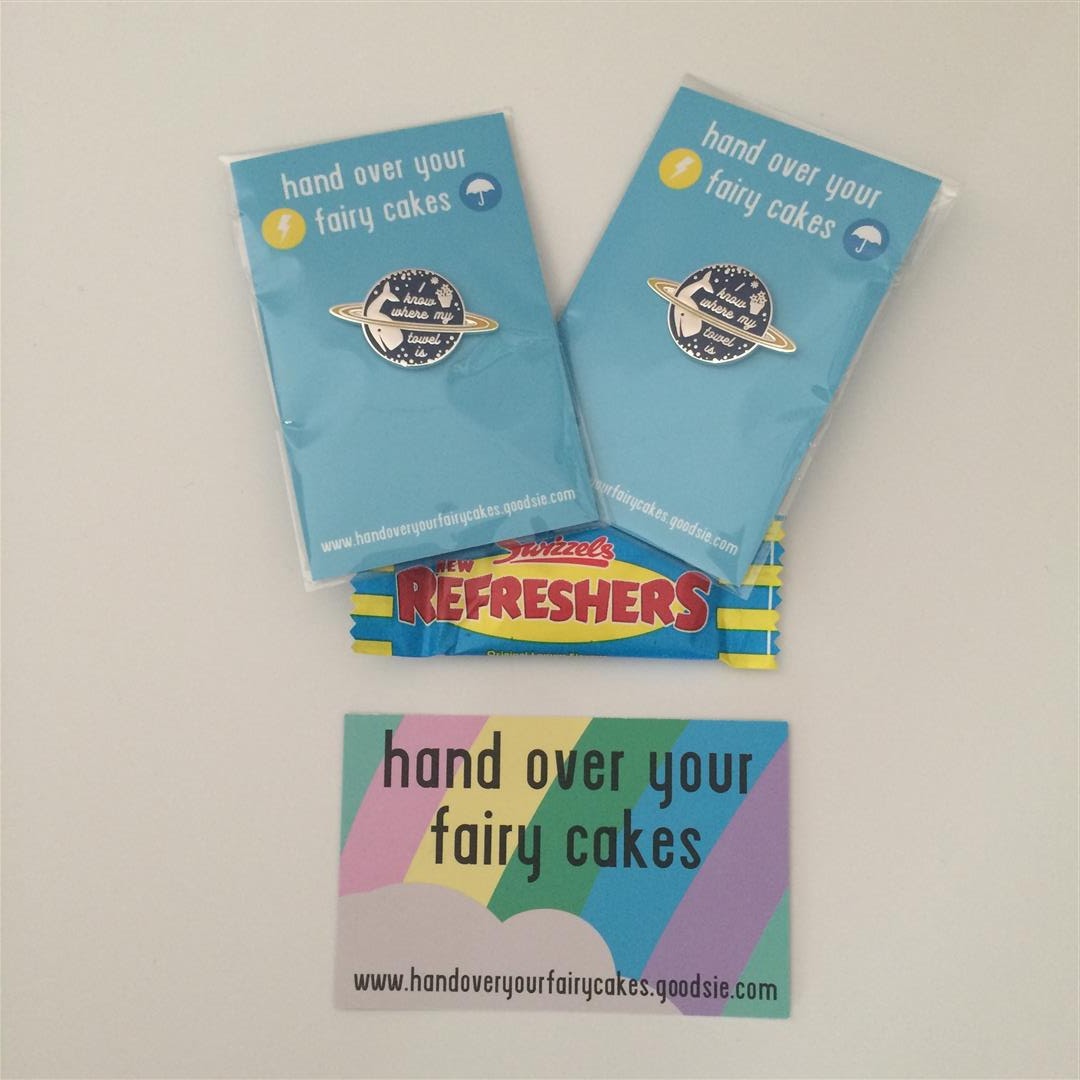 hand over your
fairy cakes
I
know
where my
towel
is
www.handoveryourfairycakes.goodsie.com
hand over your
fairy cakes
I
know
where my
towel
is
yourfairycakes.goodsie.com
Swizzels
NEW
REFRESHERS
Original Lemon
hand over your
fairy cakes
www.handoveryourfairycakes.goodsie.com